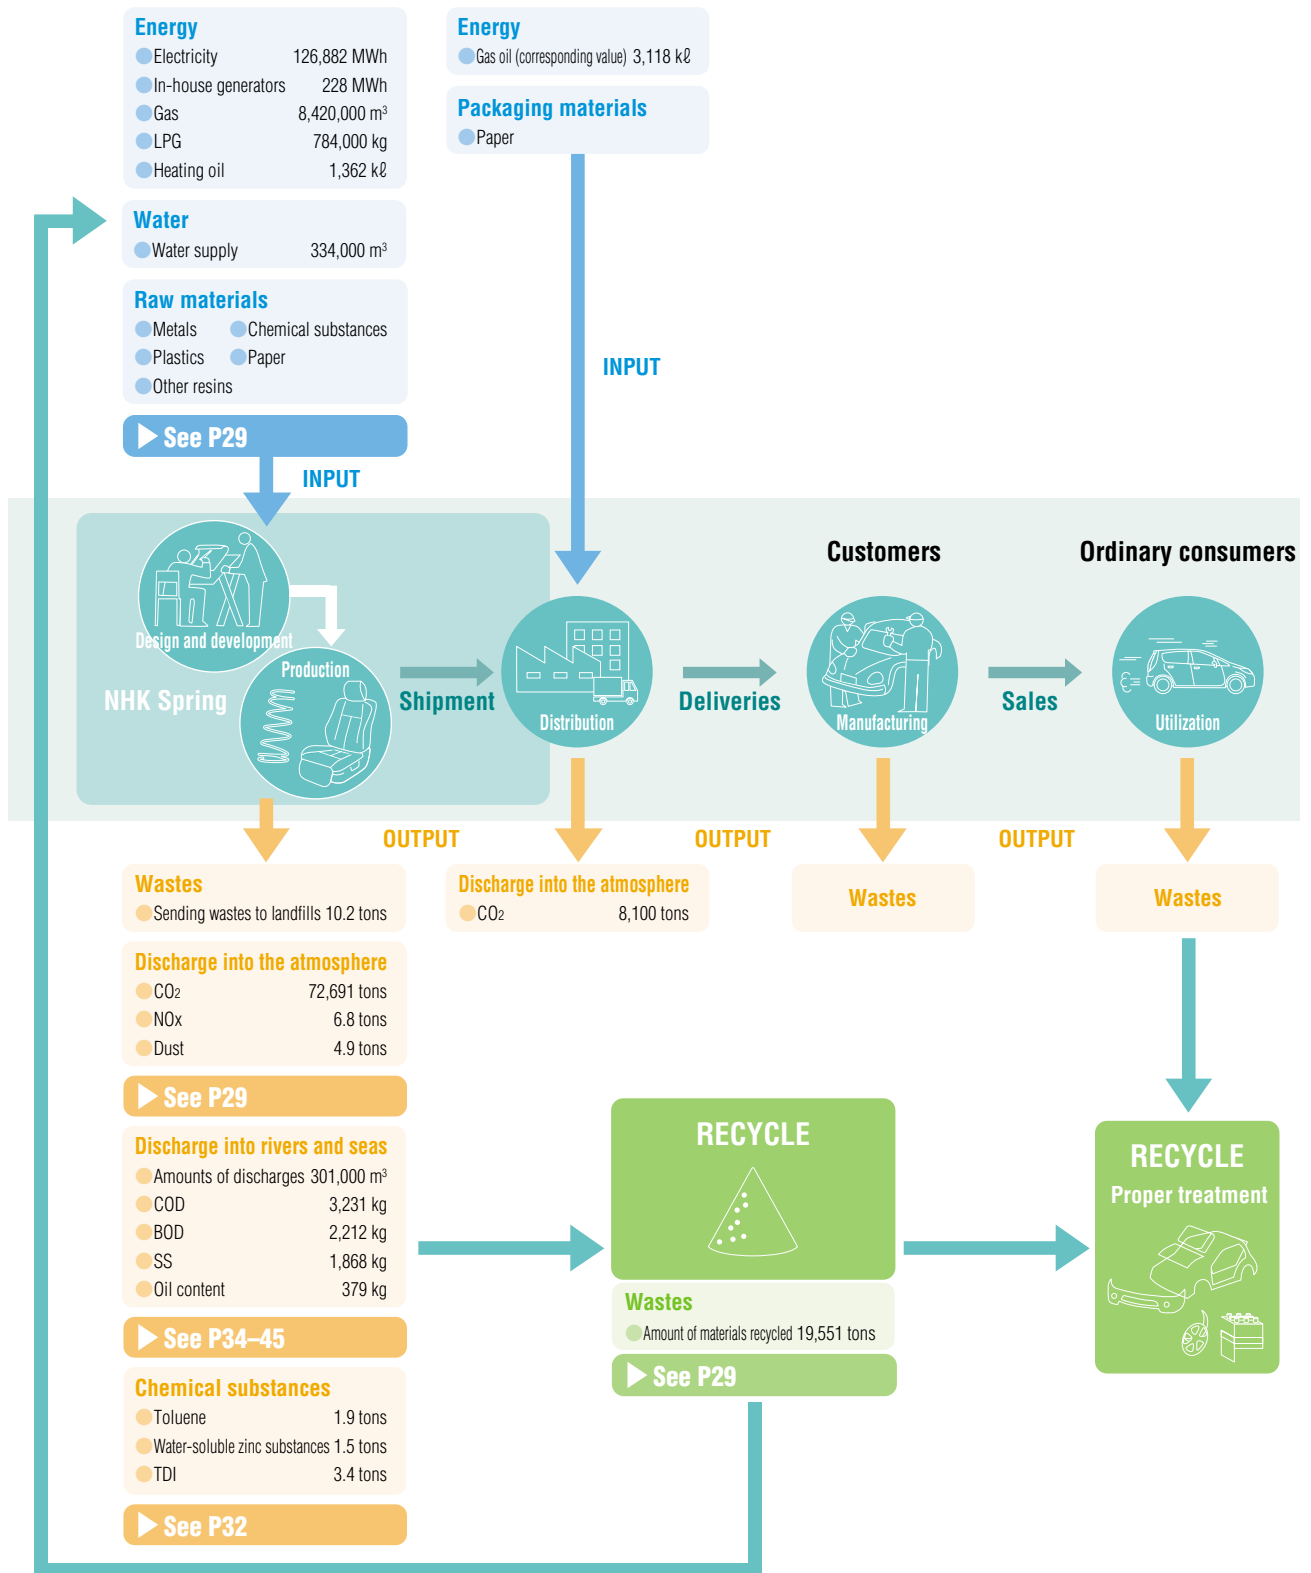 Energy
Electricity 126,882 MWh
In-house generators 228 MWh
Gas 8,420,000 m³
LPG 784,000 kg
Heating oil 1,362 kℓ
Water
Water supply 334,000 m³
Raw materials
Metals Chemical substances
Plastics Paper
Other resins
See P29
INPUT
Energy
Gas oil (corresponding value) 3,118 kℓ
Packaging materials
Paper
INPUT
Customers
Ordinary consumers
Design and development
Production
NHK Spring
Shipment
Distribution
Deliveries
Manufacturing
Sales
Utilization
OUTPUT
OUTPUT
OUTPUT
Wastes
Sending wastes to landfills 10.2 tons
Discharge into the atmosphere
CO₂ 72,691 tons
NOx 6.8 tons
Dust 4.9 tons
See P29
Discharge into rivers and seas
Amounts of discharges 301,000 m³
COD 3,231 kg
BOD 2,212 kg
SS 1,868 kg
Oil content 379 kg
See P34–45
Chemical substances
Toluene 1.9 tons
Water-soluble zinc substances 1.5 tons
TDI 3.4 tons
See P32
Discharge into the atmosphere
CO₂ 8,100 tons
Wastes
Wastes
RECYCLE
Wastes
Amount of materials recycled 19,551 tons
See P29
RECYCLE
Proper treatment